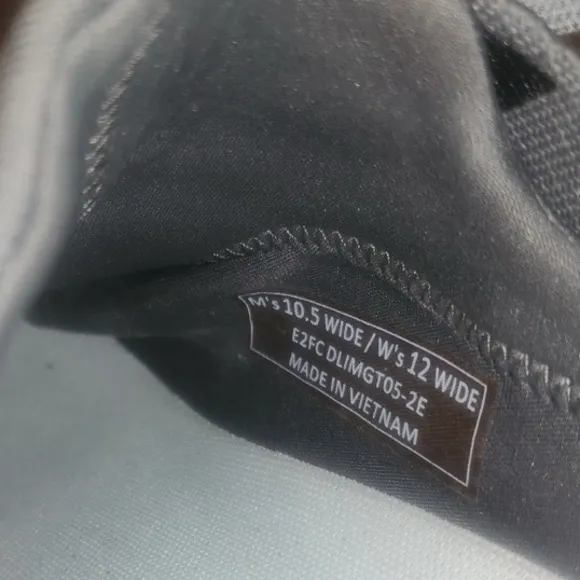 M's 10.5 WIDE / W's 12 WIDE
E2FC DLIMGT05-2E
MADE IN VIETNAM